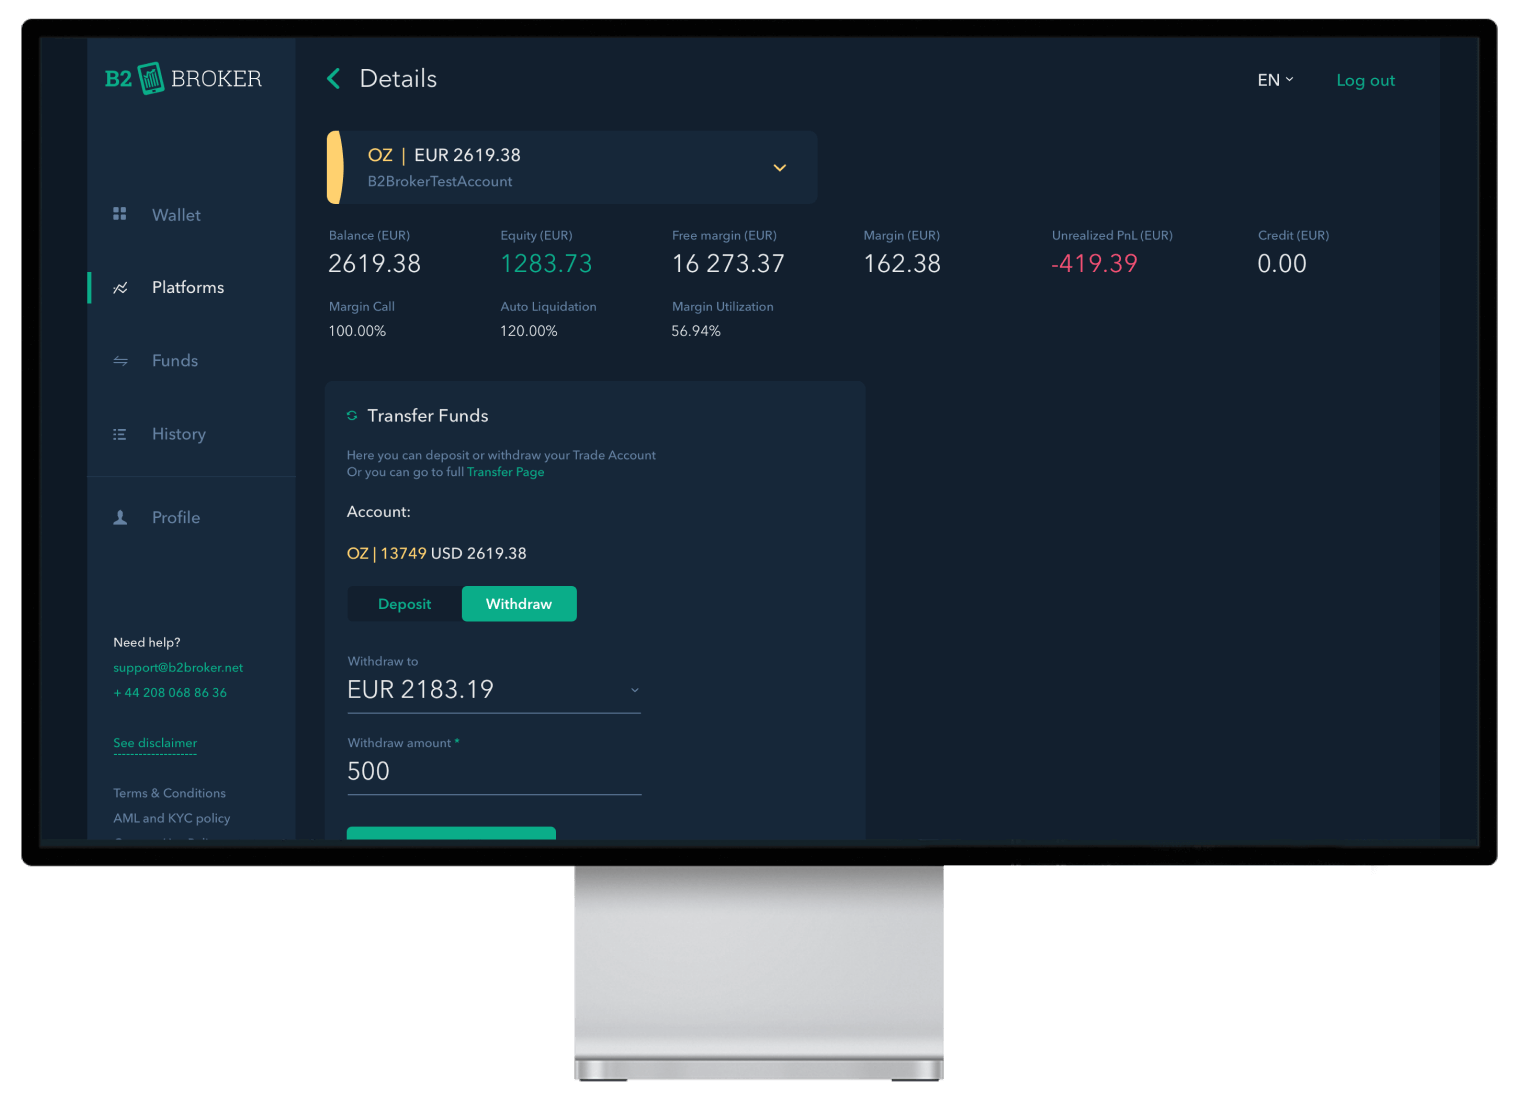 B2 BROKER
Details
EN
Log out
OZ | EUR 2619.38
B2BrokerTestAccount
Wallet
Platforms
Funds
History
Profile
Balance (EUR)
2619.38
Equity (EUR)
1283.73
Free margin (EUR)
16 273.37
Margin (EUR)
162.38
Unrealized PnL (EUR)
-419.39
Credit (EUR)
0.00
Margin Call
100.00%
Auto Liquidation
120.00%
Margin Utilization
56.94%
Transfer Funds
Here you can deposit or withdraw your Trade Account
Or you can go to full Transfer Page
Account:
OZ | 13749 USD 2619.38
Deposit
Withdraw
Withdraw to
EUR 2183.19
Withdraw amount *
500
Need help?
support@b2broker.net
+ 44 208 068 86 36
See disclaimer
Terms & Conditions
AML and KYC policy